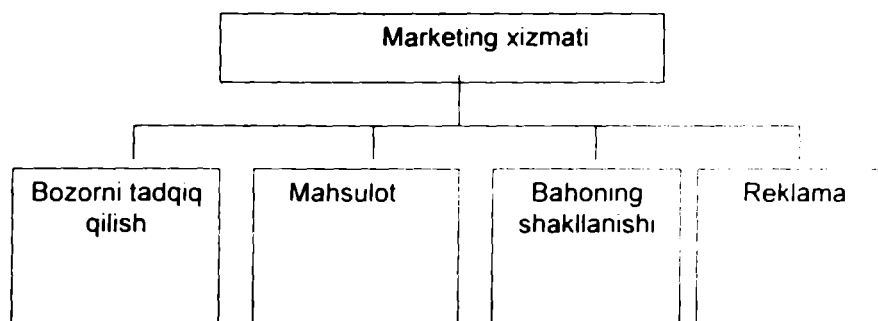 Marketing xizmati
Bozorni tadqiq
qilish
Mahsulot
Bahoning
shakllanishi
Reklama